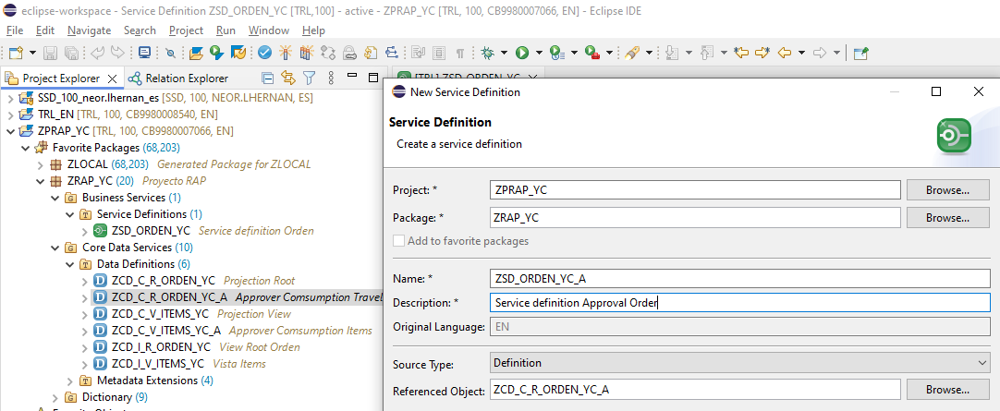 eclipse-workspace - Service Definition ZSD_ORDEN_YC [TRL,100] - active - ZPRAP_YC [TRL, 100, CB9980007066, EN] - Eclipse IDE
File Edit Navigate Search Project Run Window Help
Project Explorer Relation Explorer
[TRL] ZSD_ORDEN_YC
SSD_100_neor.lhernan_es [SSD, 100, NEOR.LHERNAN, ES]
TRL_EN [TRL, 100, CB9980008540, EN]
ZPRAP_YC [TRL, 100, CB9980007066, EN]
Favorite Packages (68,203)
ZLOCAL (68,203) Generated Package for ZLOCAL
ZRAP_YC (20) Proyecto RAP
Business Services (1)
Service Definitions (1)
ZSD_ORDEN_YC Service definition Orden
Core Data Services (10)
Data Definitions (6)
ZCD_C_R_ORDEN_YC Projection Root
ZCD_C_R_ORDEN_YC_A Approver Comsumption Travel
ZCD_C_V_ITEMS_YC Projection View
ZCD_C_V_ITEMS_YC_A Approver Comsumption Items
ZCD_I_R_ORDEN_YC View Root Orden
ZCD_I_V_ITEMS_YC Vista Items
Metadata Extensions (4)
Dictionary (9)
New Service Definition
Service Definition
Create a service definition
Project: * ZPRAP_YC Browse...
Package: * ZRAP_YC Browse...
Add to favorite packages
Name: * ZSD_ORDEN_YC_A
Description: * Service definition Approval Order
Original Language: EN
Source Type: Definition
Referenced Object: ZCD_C_R_ORDEN_YC_A Browse...